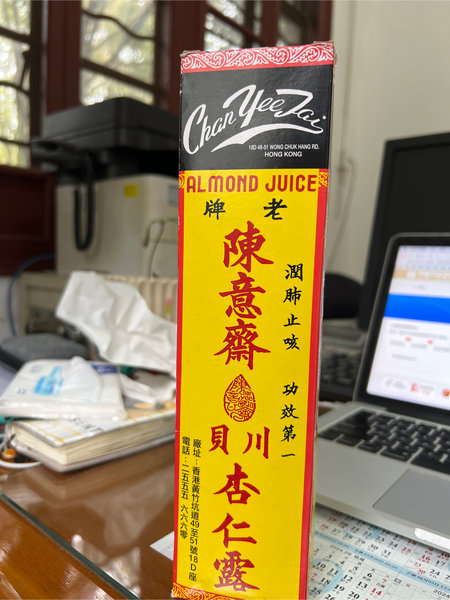 Chan Yee Jai
18D 49-51 WONG CHUK HANG RD.
HONG KONG
ALMOND JUICE
老牌
陳意齋
川貝
杏仁露
潤肺止咳 功效第一
廠址：香港黃竹坑道49至51號18D座
電話：二五五五 六六六零